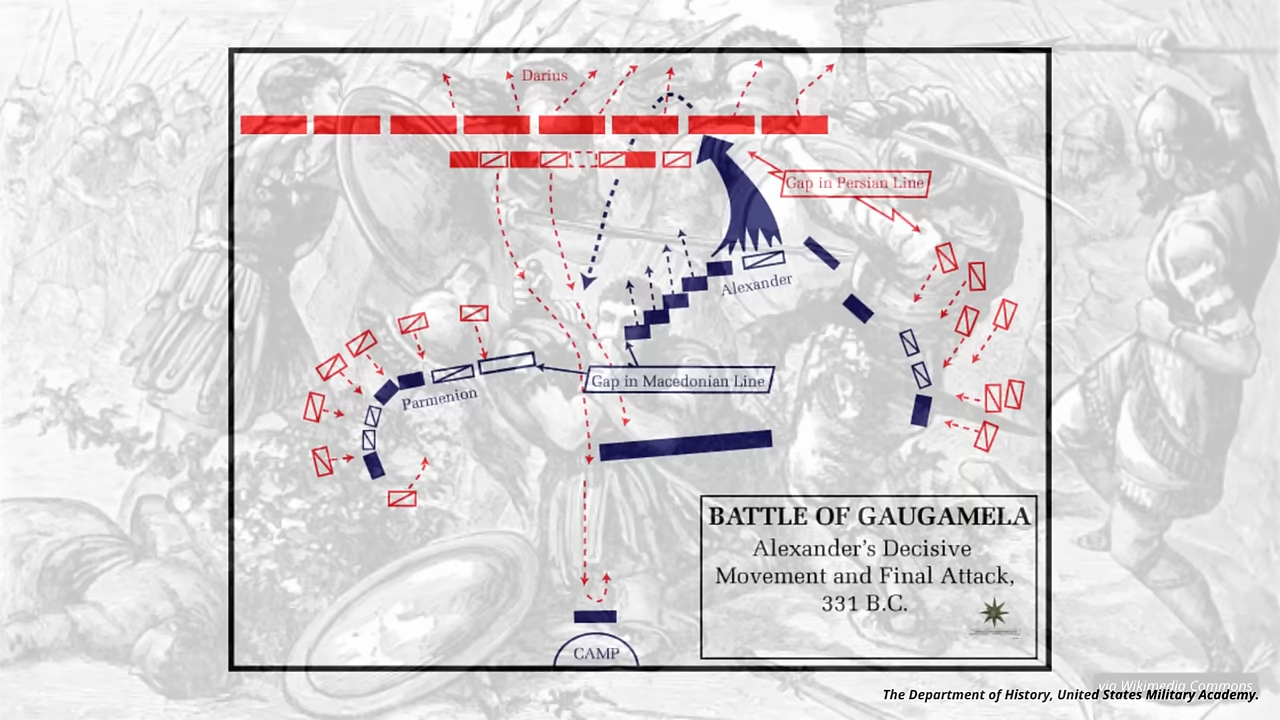 Darius
Gap in Persian Line
Alexander
Gap in Macedonian Line
Parmenion
BATTLE OF GAUGAMELA
Alexander's Decisive
Movement and Final Attack,
331 B.C.
CAMP
via Wikimedia Commons
The Department of History, United States Military Academy.